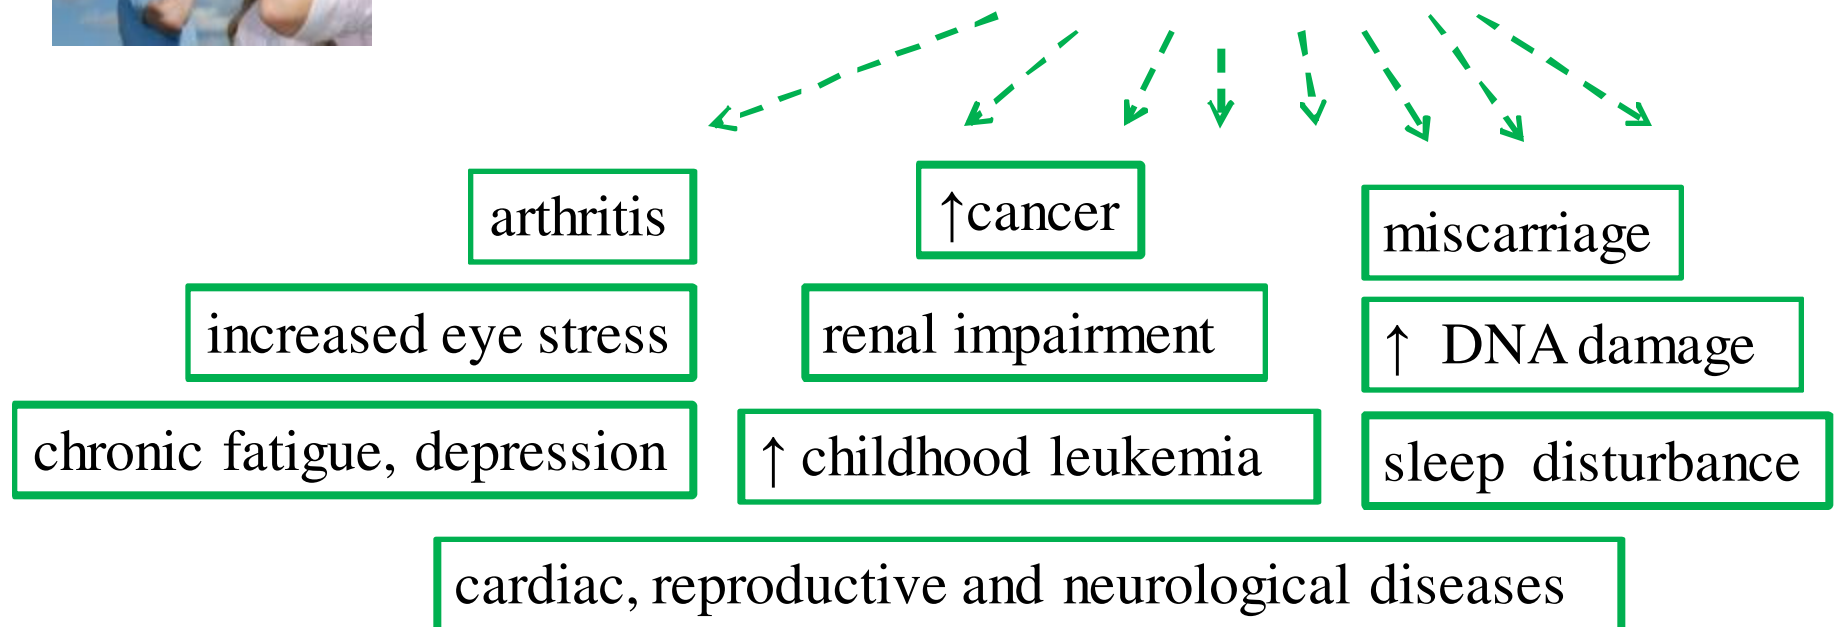 arthritis
↑cancer
miscarriage
increased eye stress
renal impairment
↑ DNA damage
chronic fatigue, depression
↑ childhood leukemia
sleep disturbance
cardiac, reproductive and neurological diseases